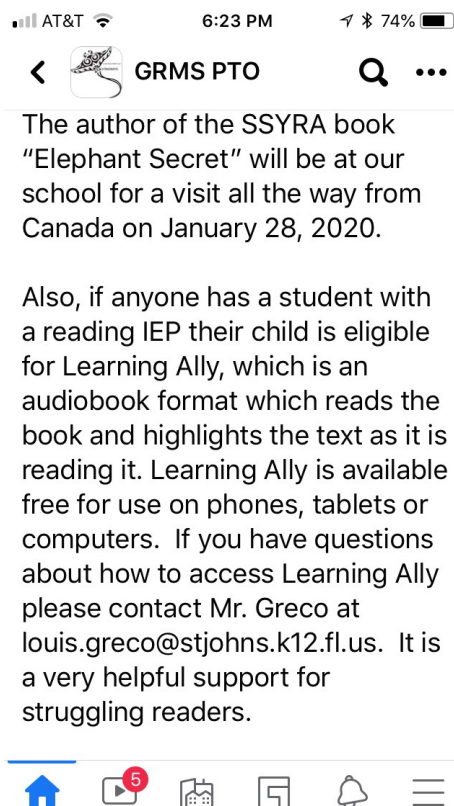 AT&T 6:23 PM 74%
GRMS PTO
The author of the SSYRA book
“Elephant Secret” will be at our
school for a visit all the way from
Canada on January 28, 2020.
Also, if anyone has a student with
a reading IEP their child is eligible
for Learning Ally, which is an
audiobook format which reads the
book and highlights the text as it is
reading it. Learning Ally is available
free for use on phones, tablets or
computers.  If you have questions
about how to access Learning Ally
please contact Mr. Greco at
louis.greco@stjohns.k12.fl.us.  It is
a very helpful support for
struggling readers.
5